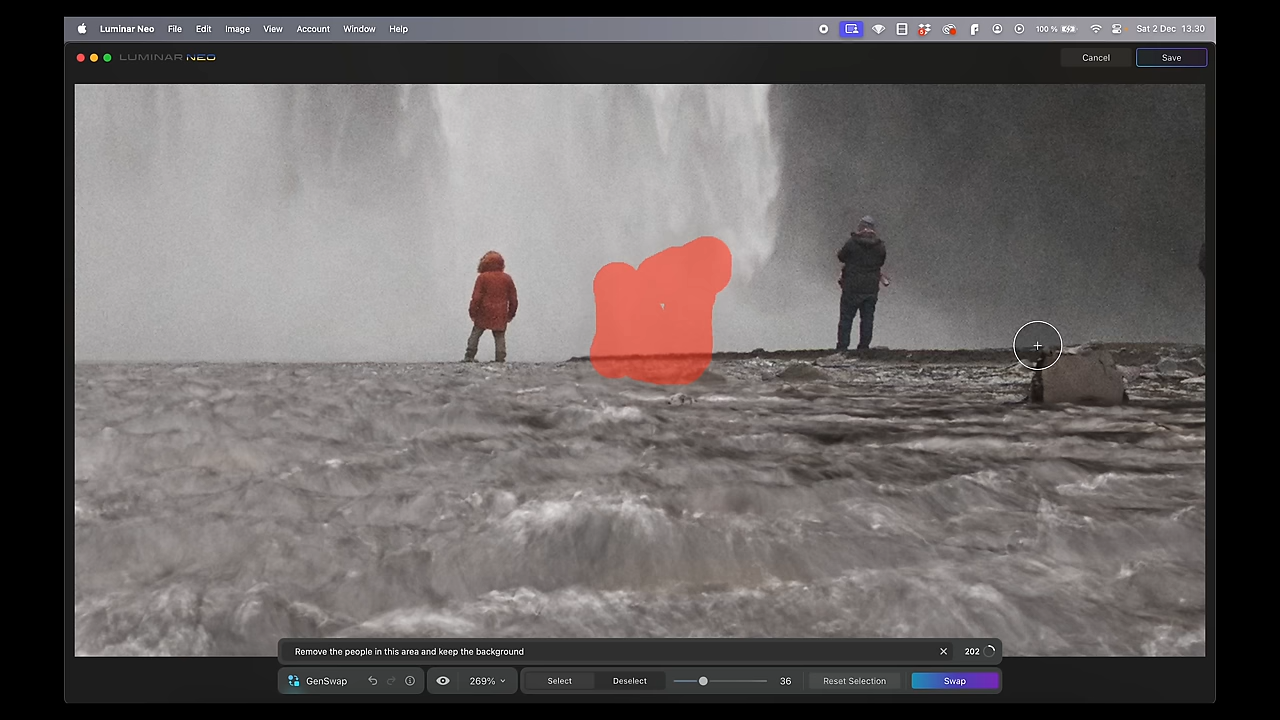 Luminar Neo File Edit Image View Account Window Help 100 % Sat 2 Dec 13.30
LUMINAR NEO Cancel Save
Remove the people in this area and keep the background 202
GenSwap 269% Select Deselect 36 Reset Selection Swap